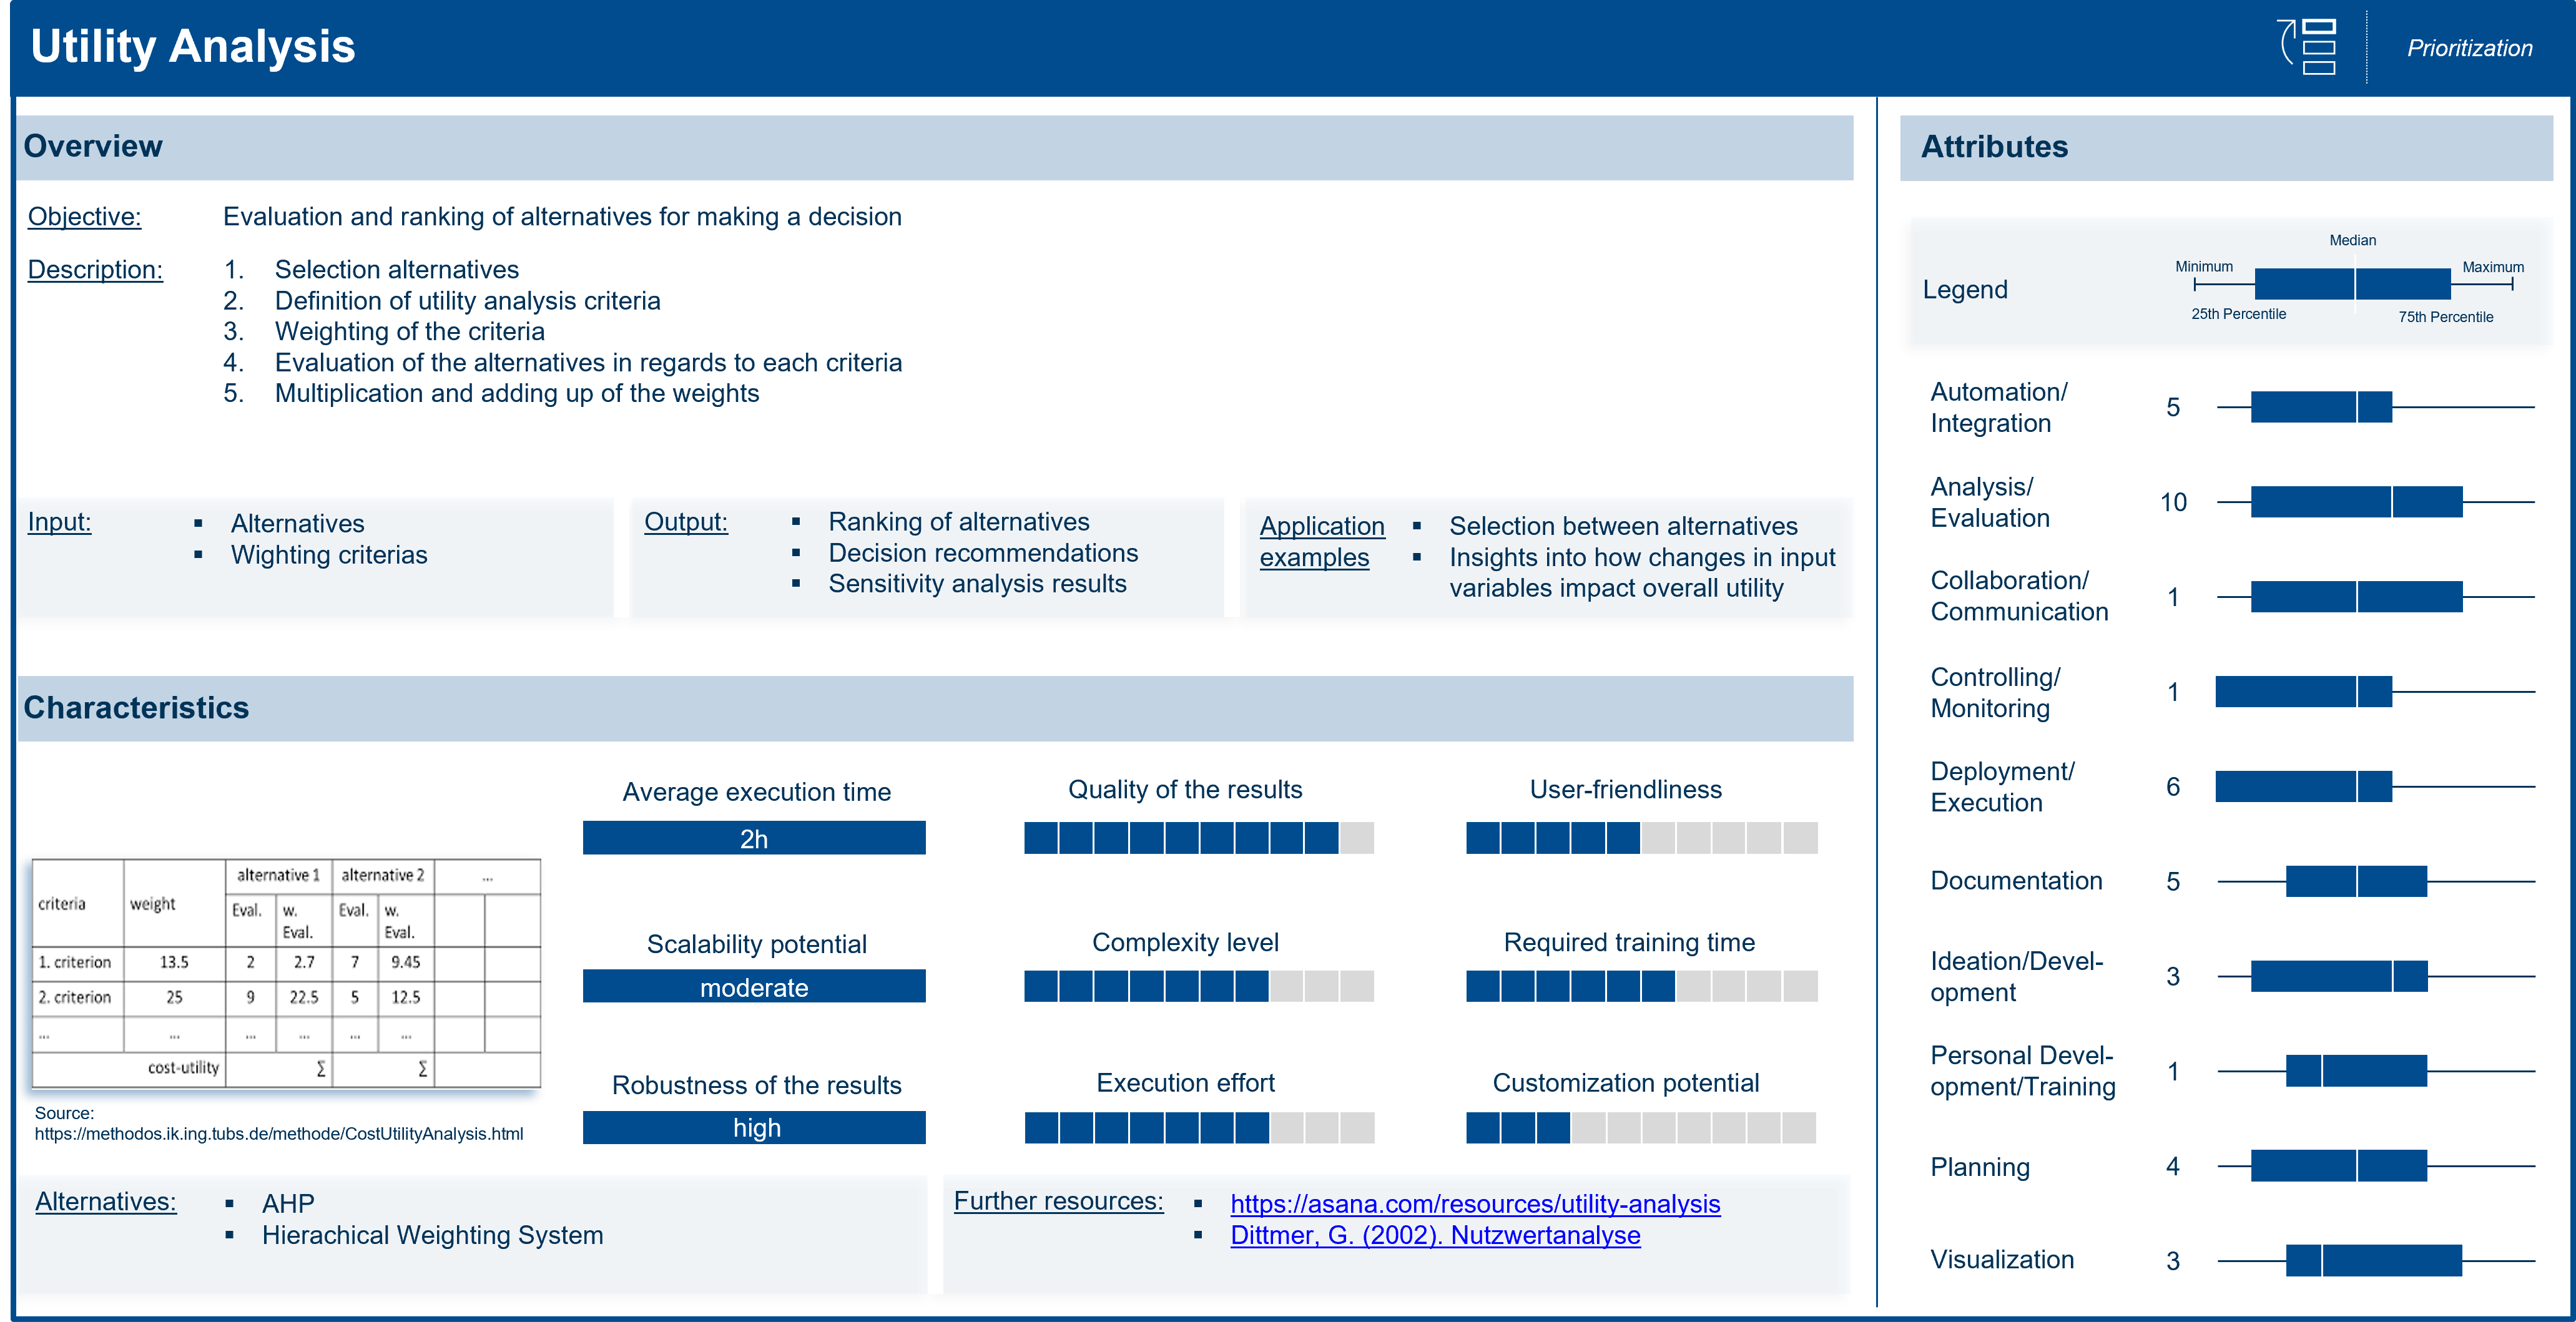 Utility Analysis
Prioritization
Overview
Objective:
Evaluation and ranking of alternatives for making a decision
Description:
1. Selection alternatives
2. Definition of utility analysis criteria
3. Weighting of the criteria
4. Evaluation of the alternatives in regards to each criteria
5. Multiplication and adding up of the weights
Input:
▪ Alternatives
▪ Wighting criterias
Output:
▪ Ranking of alternatives
▪ Decision recommendations
▪ Sensitivity analysis results
Application
examples
▪ Selection between alternatives
▪ Insights into how changes in input
variables impact overall utility
Characteristics
criteria weight alternative 1 alternative 2 ...
Eval. w. Eval. Eval. w. Eval.
1. criterion 13.5 2 2.7 7 9.45
2. criterion 25 9 22.5 5 12.5
... ... ... ... ... ...
cost-utility Σ Σ
Source:
https://methodos.ik.ing.tubs.de/methode/CostUtilityAnalysis.html
Average execution time
2h
Quality of the results
User-friendliness
Scalability potential
moderate
Complexity level
Required training time
Robustness of the results
high
Execution effort
Customization potential
Alternatives:
▪ AHP
▪ Hierachical Weighting System
Further resources:
▪ https://asana.com/resources/utility-analysis
▪ Dittmer, G. (2002). Nutzwertanalyse
Attributes
Legend
Median
Minimum
Maximum
25th Percentile
75th Percentile
Automation/
Integration
5
Analysis/
Evaluation
10
Collaboration/
Communication
1
Controlling/
Monitoring
1
Deployment/
Execution
6
Documentation
5
Ideation/Devel-
opment
3
Personal Devel-
opment/Training
1
Planning
4
Visualization
3